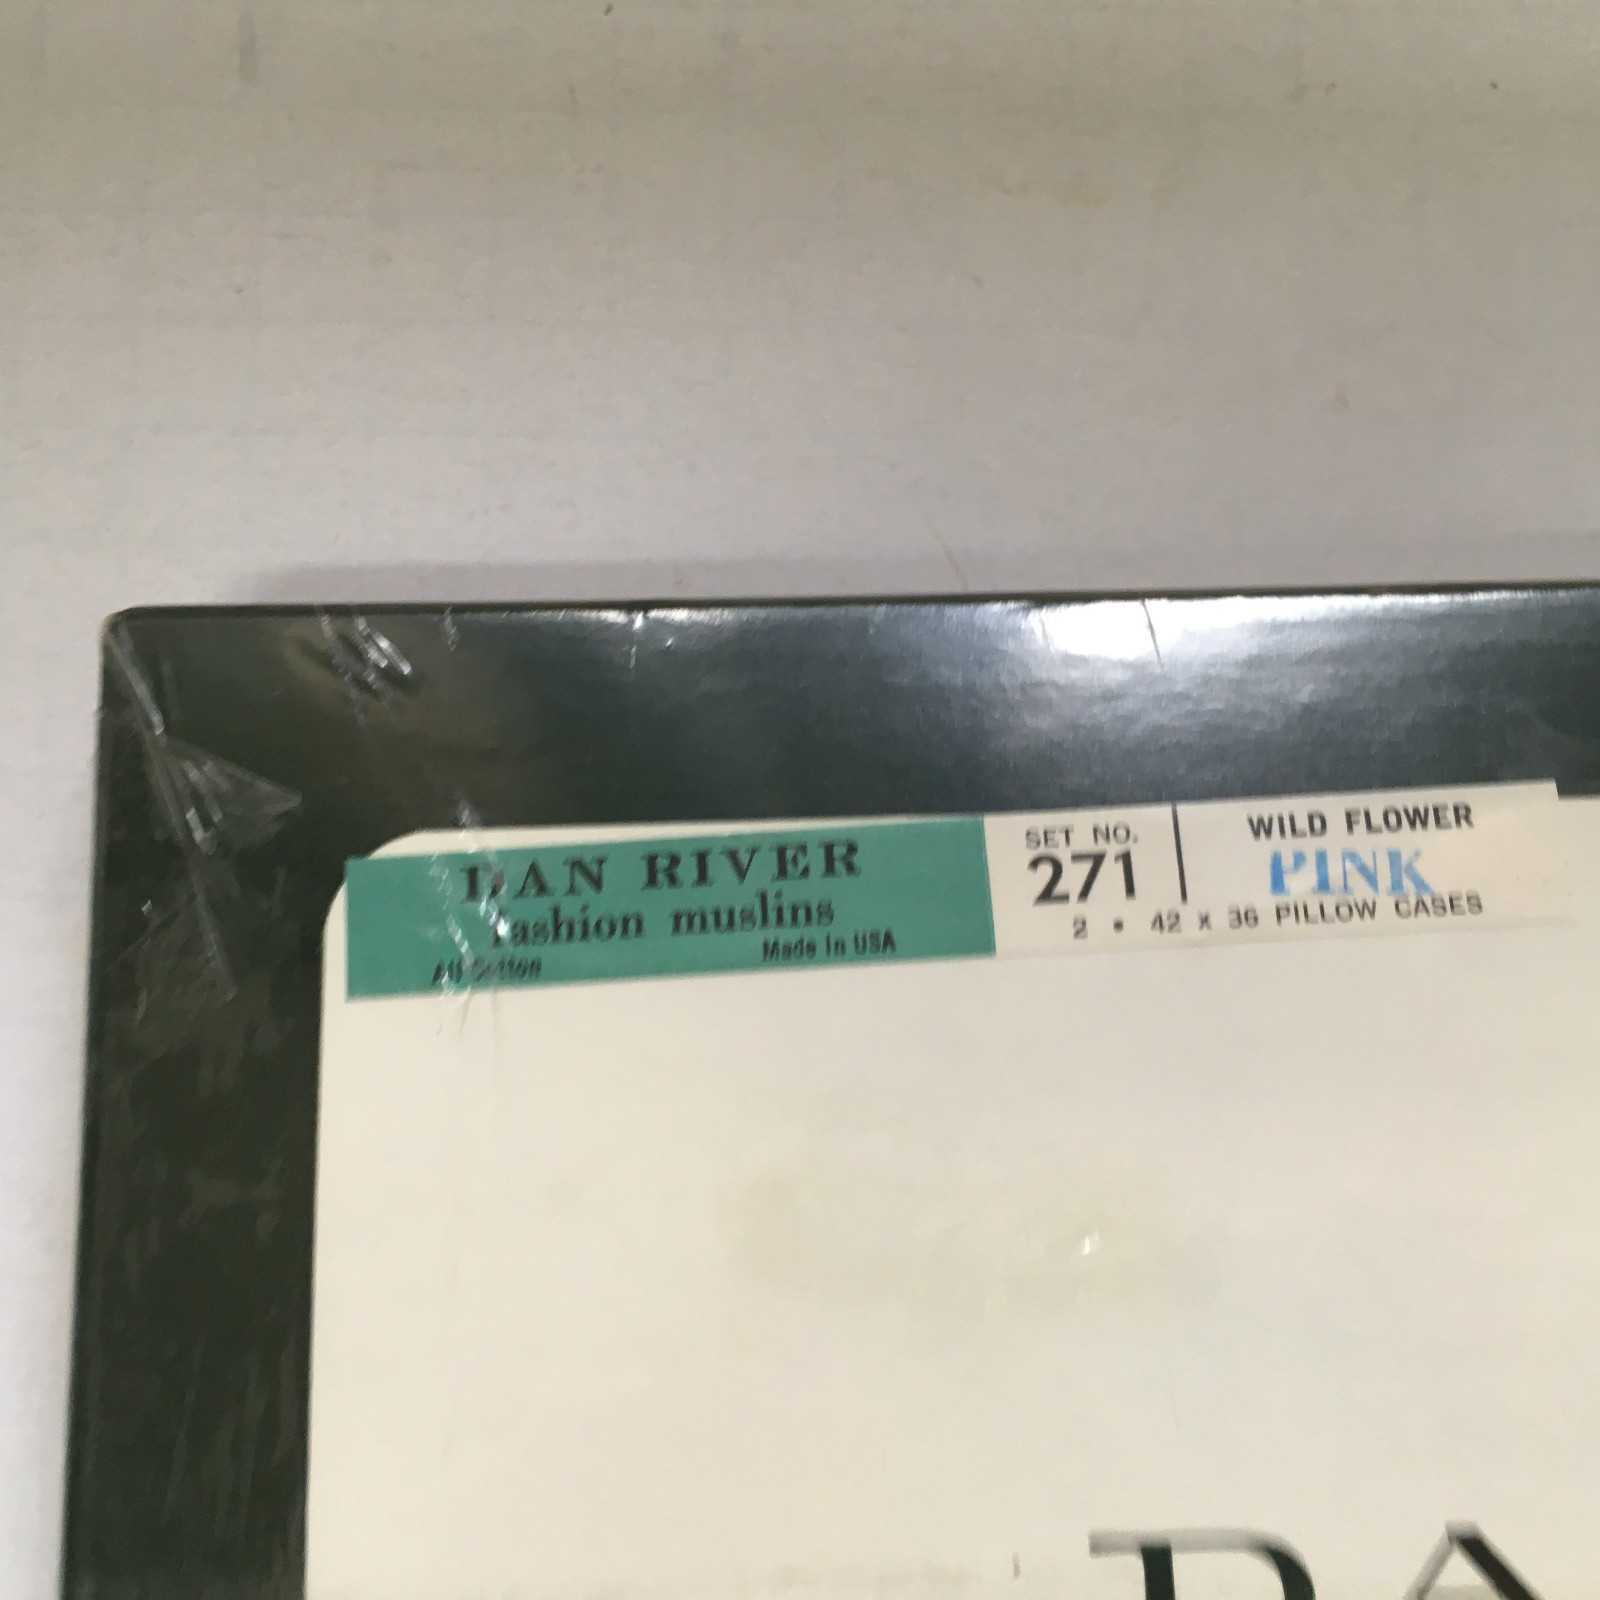 DAN RIVER
fashion muslins
All Cotton
Made in USA
SET NO.
271
WILD FLOWER
PINK
2 • 42 X 36 PILLOW CASES
DA